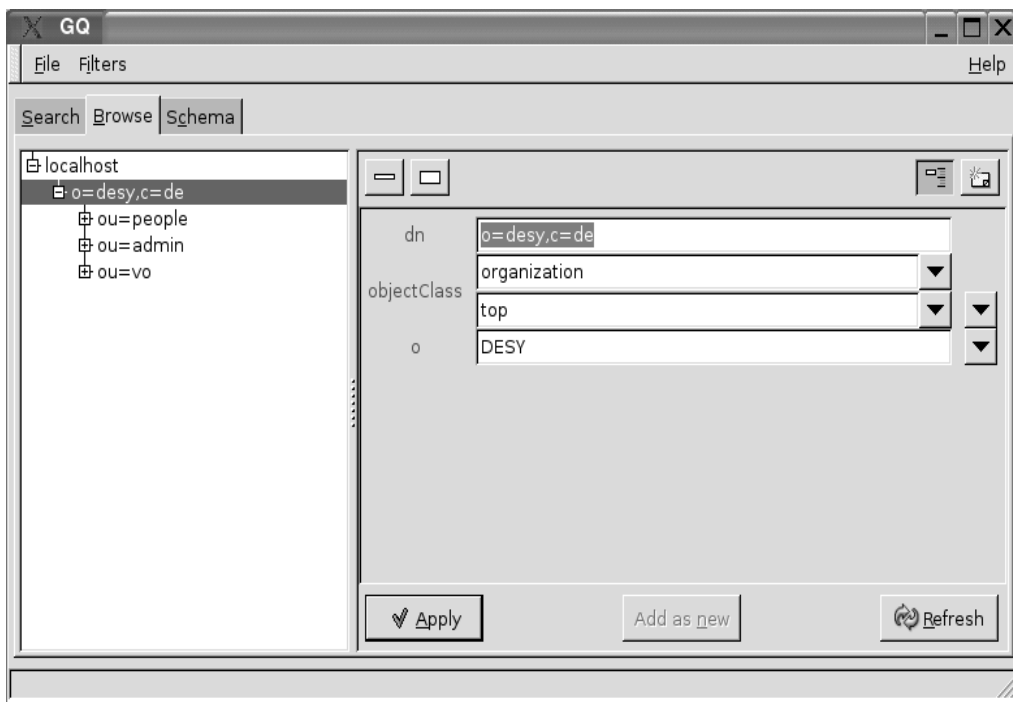 GQ
File Filters Help
Search Browse Schema
localhost
o=desy,c=de
ou=people
ou=admin
ou=vo
dn o=desy,c=de
objectClass organization
top
o DESY
Apply Add as new Refresh